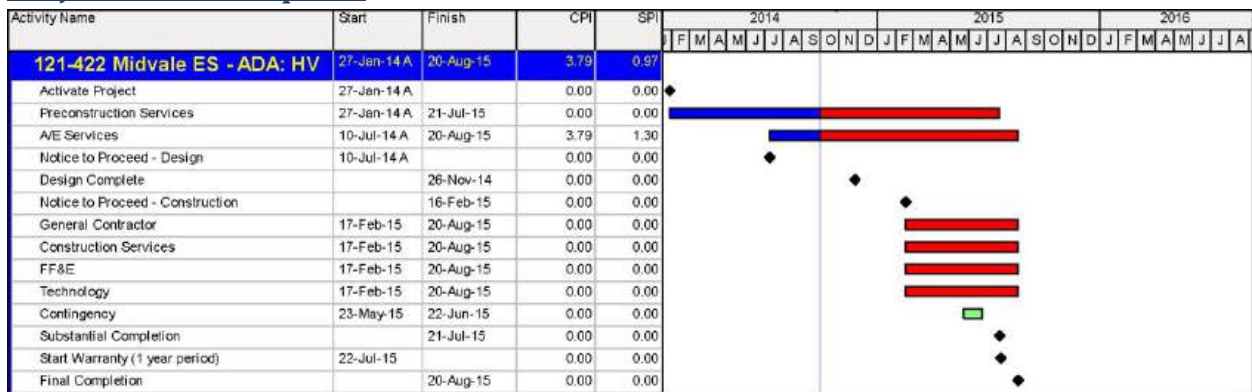 Activity Name Start Finish CPI SPI 2014 2015 2016
F M A M J J A S O N D J F M A M J J A S O N D J F M A M J J A
121-422 Midvale ES - ADA: HV 27-Jan-14 A 20-Aug-15 3.79 0.97
Activate Project 27-Jan-14 A 0.00 0.00
Preconstruction Services 27-Jan-14 A 21-Jul-15 0.00 0.00
A/E Services 10-Jul-14 A 20-Aug-15 3.79 1.30
Notice to Proceed - Design 10-Jul-14 A 0.00 0.00
Design Complete 26-Nov-14 0.00 0.00
Notice to Proceed - Construction 16-Feb-15 0.00 0.00
General Contractor 17-Feb-15 20-Aug-15 0.00 0.00
Construction Services 17-Feb-15 20-Aug-15 0.00 0.00
FF&E 17-Feb-15 20-Aug-15 0.00 0.00
Technology 17-Feb-15 20-Aug-15 0.00 0.00
Contingency 23-May-15 22-Jun-15 0.00 0.00
Substantial Completion 21-Jul-15 0.00 0.00
Start Warranty (1 year period) 22-Jul-15 0.00 0.00
Final Completion 20-Aug-15 0.00 0.00